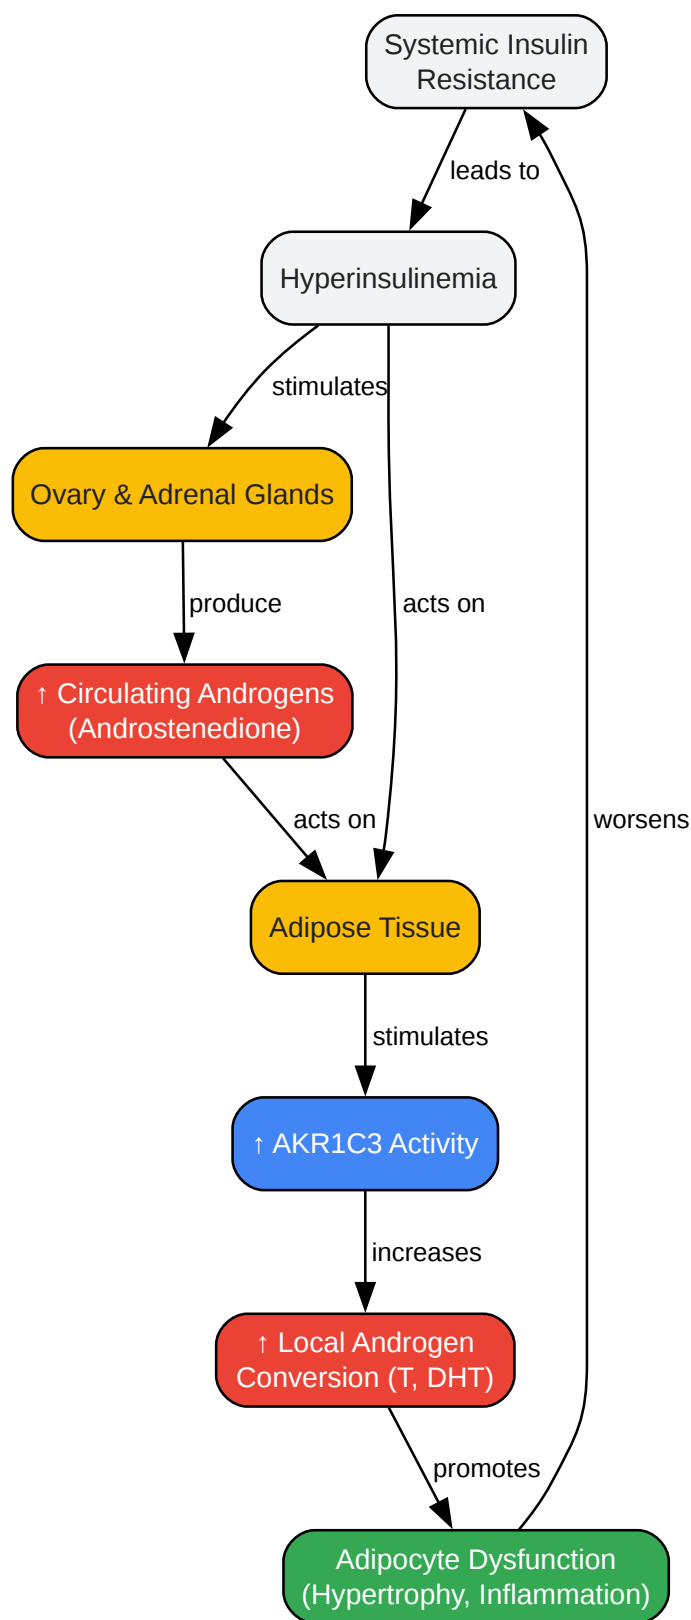 Systemic Insulin
Resistance
leads to
Hyperinsulinemia
stimulates
Ovary & Adrenal Glands
produce
acts on
↑ Circulating Androgens
(Androstenedione)
acts on
worsens
Adipose Tissue
stimulates
↑ AKR1C3 Activity
increases
↑ Local Androgen
Conversion (T, DHT)
promotes
Adipocyte Dysfunction
(Hypertrophy, Inflammation)